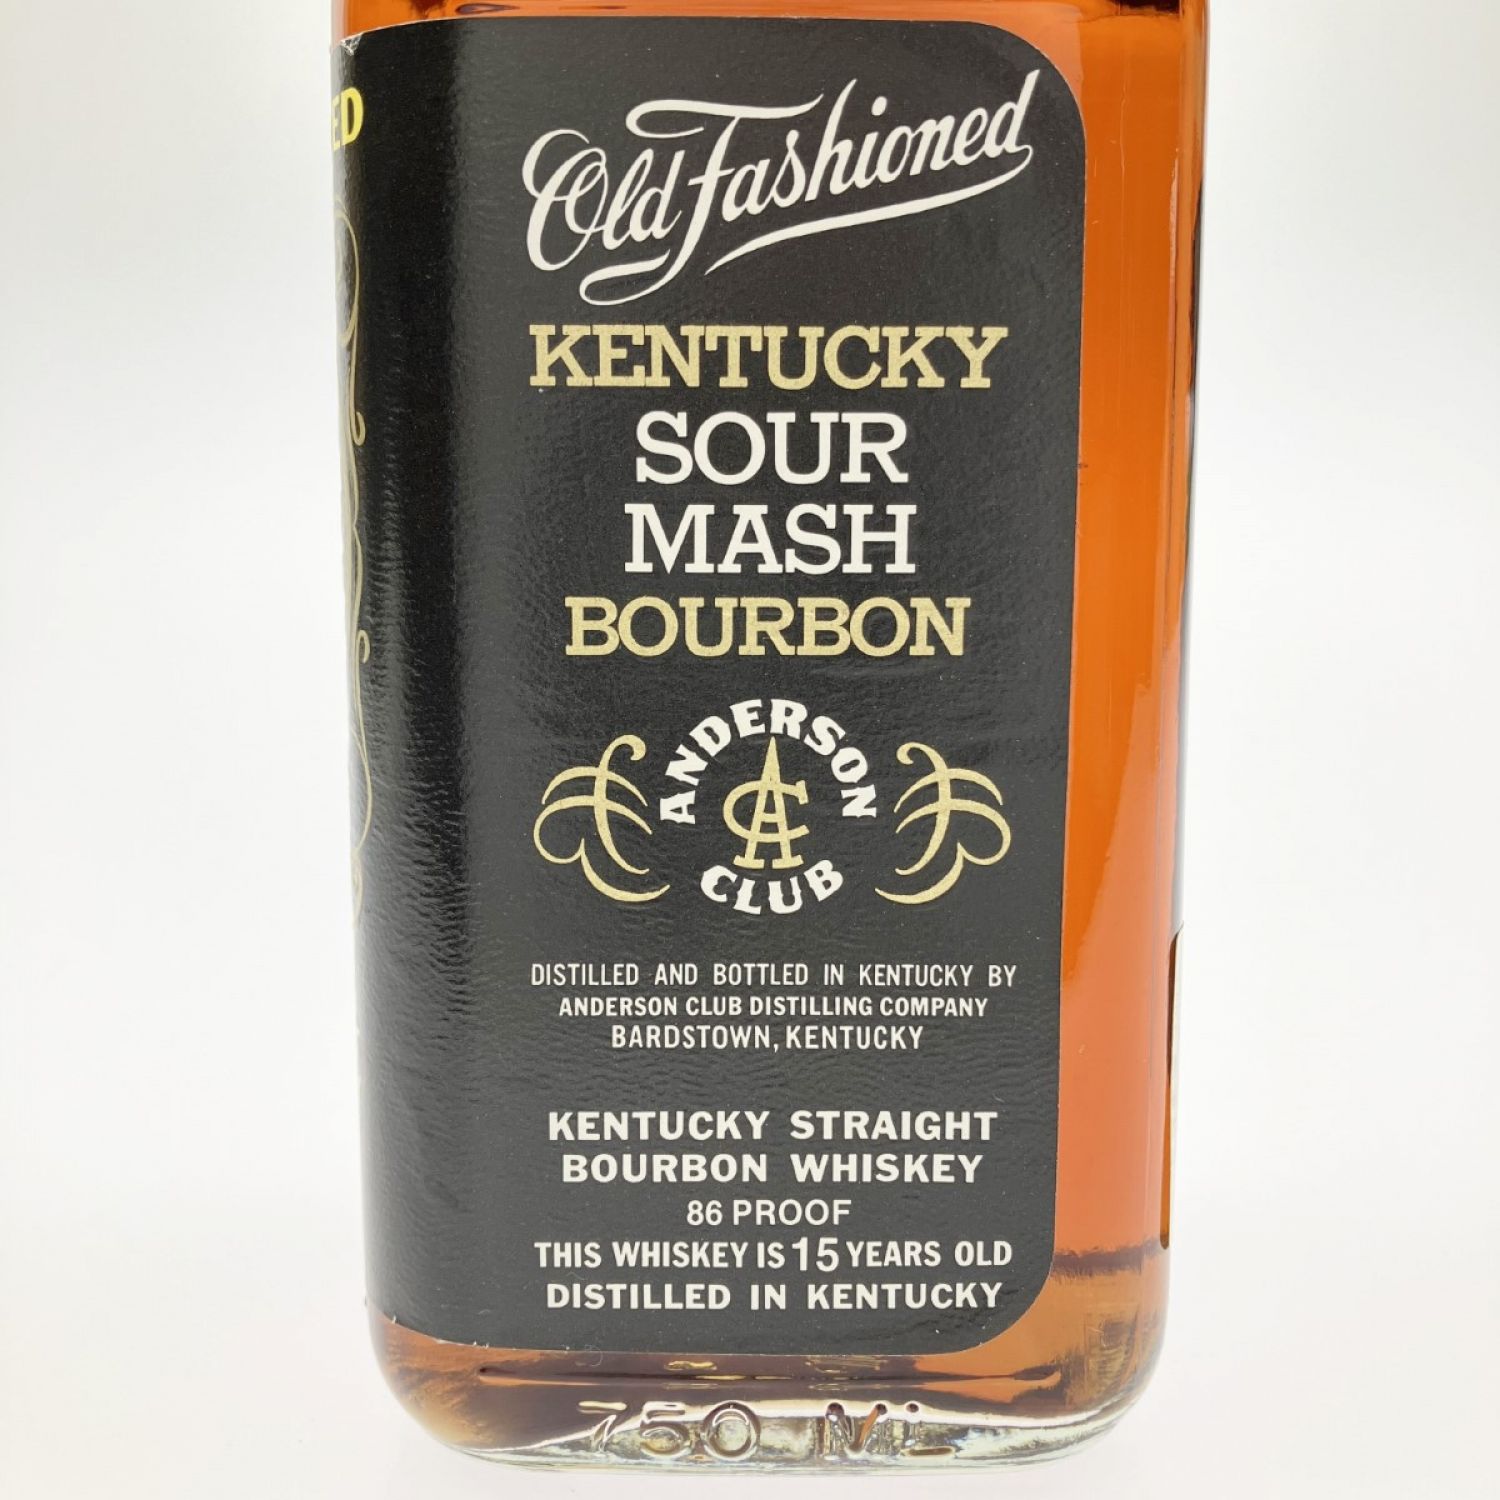 ED
Old Fashioned
KENTUCKY
SOUR
MASH
BOURBON
ANDERSON
AC
CLUB
DISTILLED AND BOTTLED IN KENTUCKY BY
ANDERSON CLUB DISTILLING COMPANY
BARDSTOWN, KENTUCKY
KENTUCKY STRAIGHT
BOURBON WHISKEY
86 PROOF
THIS WHISKEY IS 15 YEARS OLD
DISTILLED IN KENTUCKY
750 ML